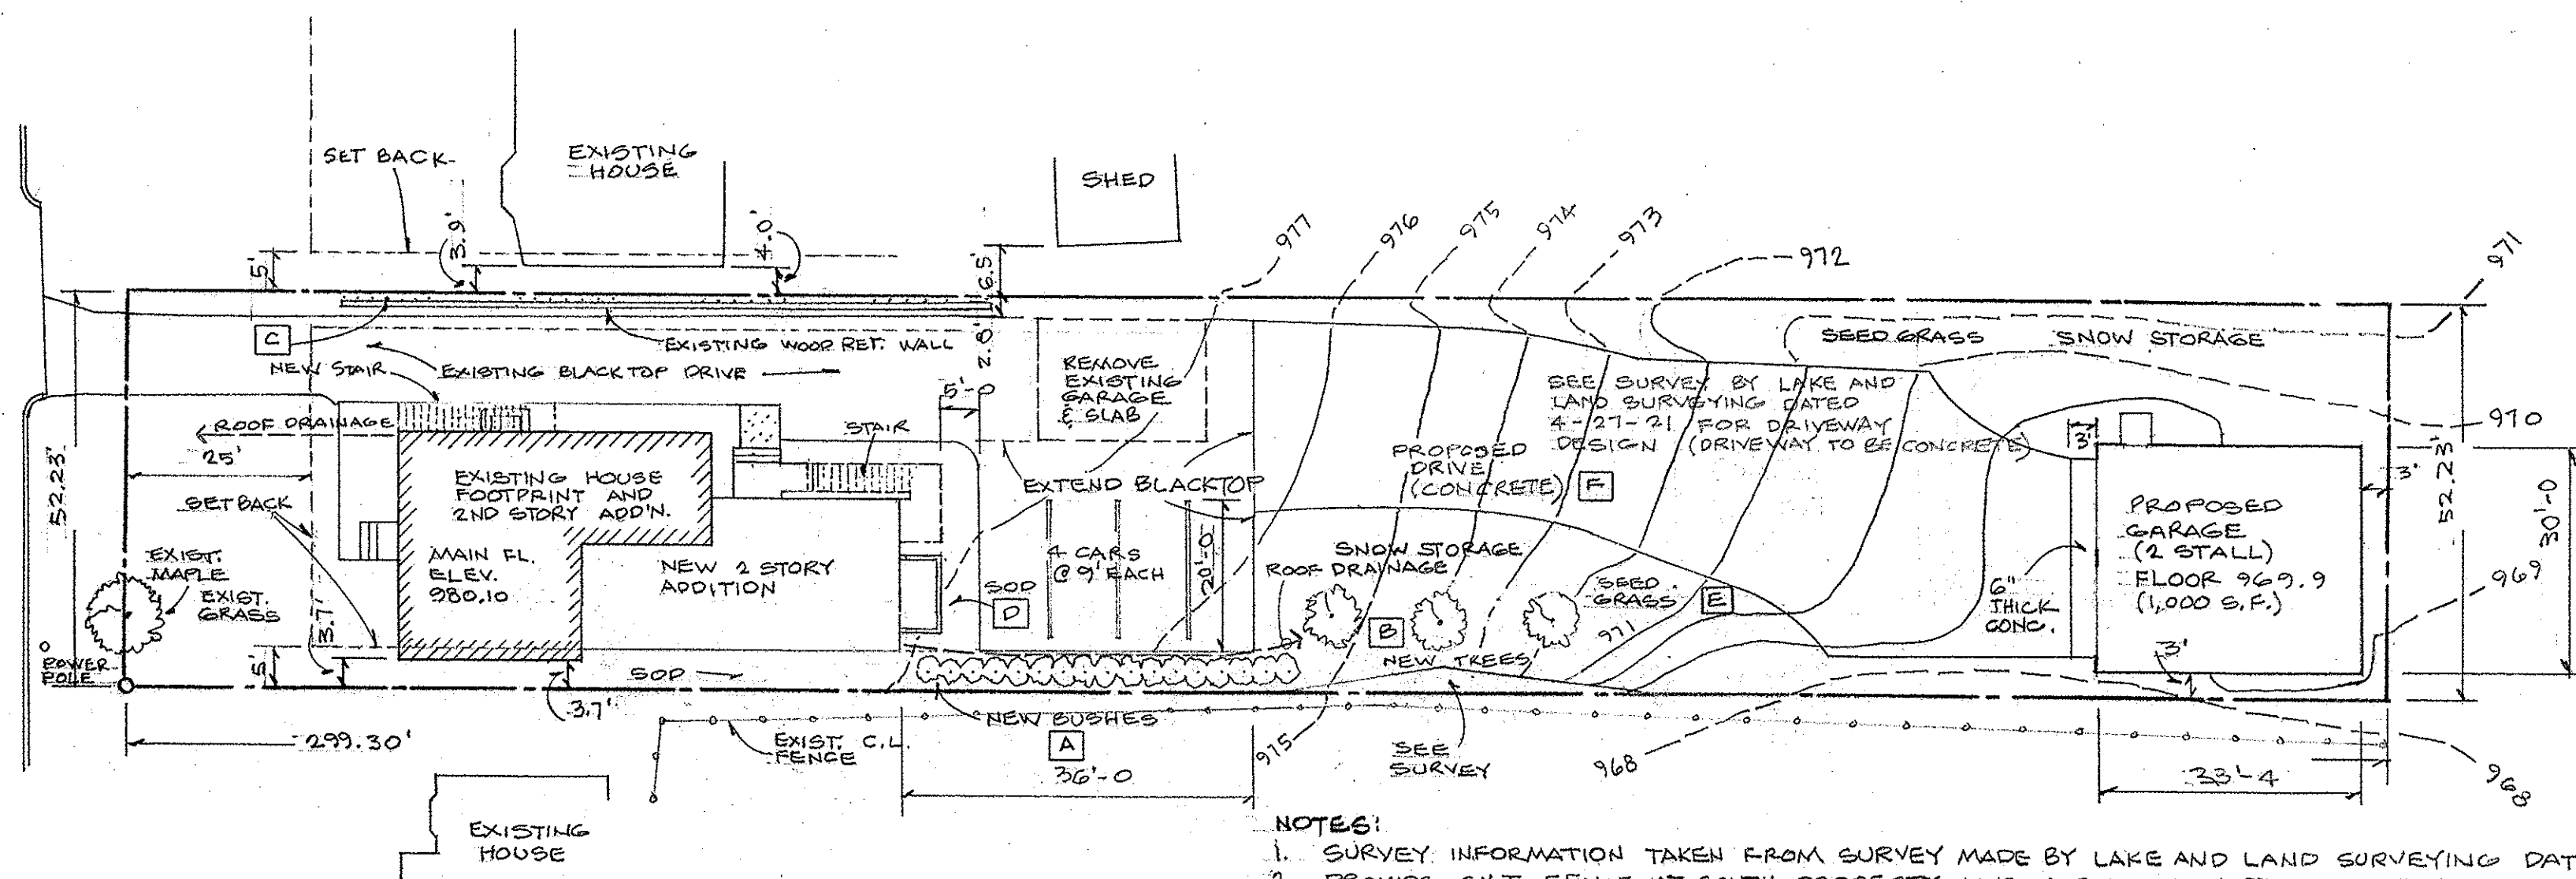 SET BACK
EXISTING
HOUSE
SHED
3.9'
4.0'
5'
6.5'
977
976
975
974
973
972
971
C
EXISTING WOOD RET. WALL
2.8'
SEED GRASS
SNOW STORAGE
NEW STAIR
EXISTING BLACKTOP DRIVE
REMOVE
EXISTING
GARAGE
& SLAB
5'-0
SEE SURVEY BY LAKE AND
LAND SURVEYING DATED
4-27-21 FOR DRIVEWAY
DESIGN (DRIVEWAY TO BE CONCRETE)
970
ROOF DRAINAGE
25'
STAIR
52.23'
EXISTING HOUSE
FOOTPRINT AND
2ND STORY ADD'N.
EXTEND BLACKTOP
PROPOSED
DRIVE
(CONCRETE)
F
3'
3'
52.23'
30'-0
SETBACK
MAIN FL.
ELEV.
980.10
NEW 2 STORY
ADDITION
4 CARS
@ 9' EACH
20'-0
SNOW STORAGE
ROOF DRAINAGE
PROPOSED
GARAGE
(2 STALL)
FLOOR 969.9
(1,000 S.F.)
EXIST.
MAPLE
EXIST.
GRASS
SOD
D
SEED
GRASS
E
6"
THICK
CONC.
969
B
971
NEW TREES
3.7'
5'
3'
POWER
POLE
SOD
3.7'
NEW BUSHES
A
299.30'
EXIST. C.L.
FENCE
36'-0
975
SEE
SURVEY
968
33'-4
968
EXISTING
HOUSE
NOTES:
1. SURVEY INFORMATION TAKEN FROM SURVEY MADE BY LAKE AND LAND SURVEYING DAT